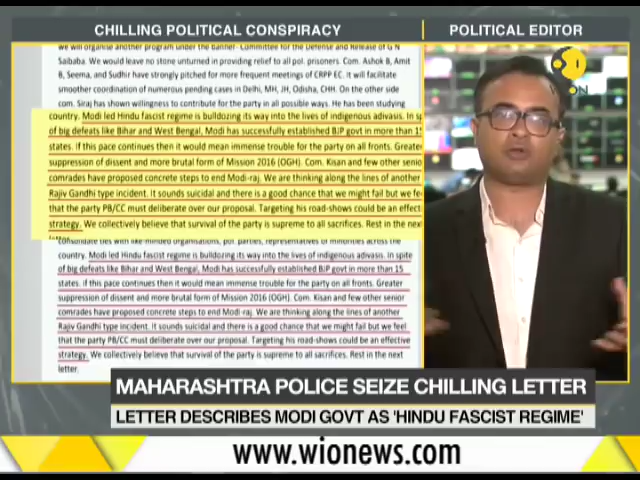 CHILLING POLITICAL CONSPIRACY
POLITICAL EDITOR
we will organise another program under the banner- Committee for the Defense and Release of G N
Saibaba. We would leave no stone unturned in providing relief to all pol. prisoners. Com. Ashok B, Amit
B, Seema, and Sudhir have strongly pitched for more frequent meetings of CRPP EC. It will facilitate
smoother coordination of numerous pending cases in Delhi, MH, JH, Odisha, CHH. On the other side
com. Siraj has shown willingness to contribute for the party in all possible ways. He has been studying
country. Modi led Hindu fascist regime is bulldozing its way into the lives of indigenous adivasis. In sp
of big defeats like Bihar and West Bengal, Modi has successfully established BJP govt in more than 15
states. If this pace continues then it would mean immense trouble for the party on all fronts. Greater
suppression of dissent and more brutal form of Mission 2016 (OGH). Com. Kisan and few other senior
comrades have proposed concrete steps to end Modi-raj. We are thinking along the lines of another
Rajiv Gandhi type incident. It sounds suicidal and there is a good chance that we might fail but we fee
that the party PB/CC must deliberate over our proposal. Targeting his road-shows could be an effect
strategy. We collectively believe that survival of the party is supreme to all sacrifices. Rest in the nex
consolidate ties with like-minded organisations, pol. parties, representatives of minorities across the
country. Modi led Hindu fascist regime is bulldozing its way into the lives of indigenous adivasis. In spite
of big defeats like Bihar and West Bengal, Modi has successfully established BJP govt in more than 15
states. if this pace continues then it would mean immense trouble for the party on all fronts. Greater
suppression of dissent and more brutal form of Mission 2016 (OGH). Com. Kisan and few other senior
comrades have proposed concrete steps to end Modi-raj. We are thinking along the lines of another
Rajiv Gandhi type incident. It sounds suicidal and there is a good chance that we might fail but we feel
that the party PB/CC must deliberate over our proposal. Targeting his road-shows could be an effective
strategy. We collectively believe that survival of the party is supreme to all sacrifices. Rest in the next
letter.
WION
MAHARASHTRA POLICE SEIZE CHILLING LETTER
LETTER DESCRIBES MODI GOVT AS 'HINDU FASCIST REGIME'
www.wionews.com